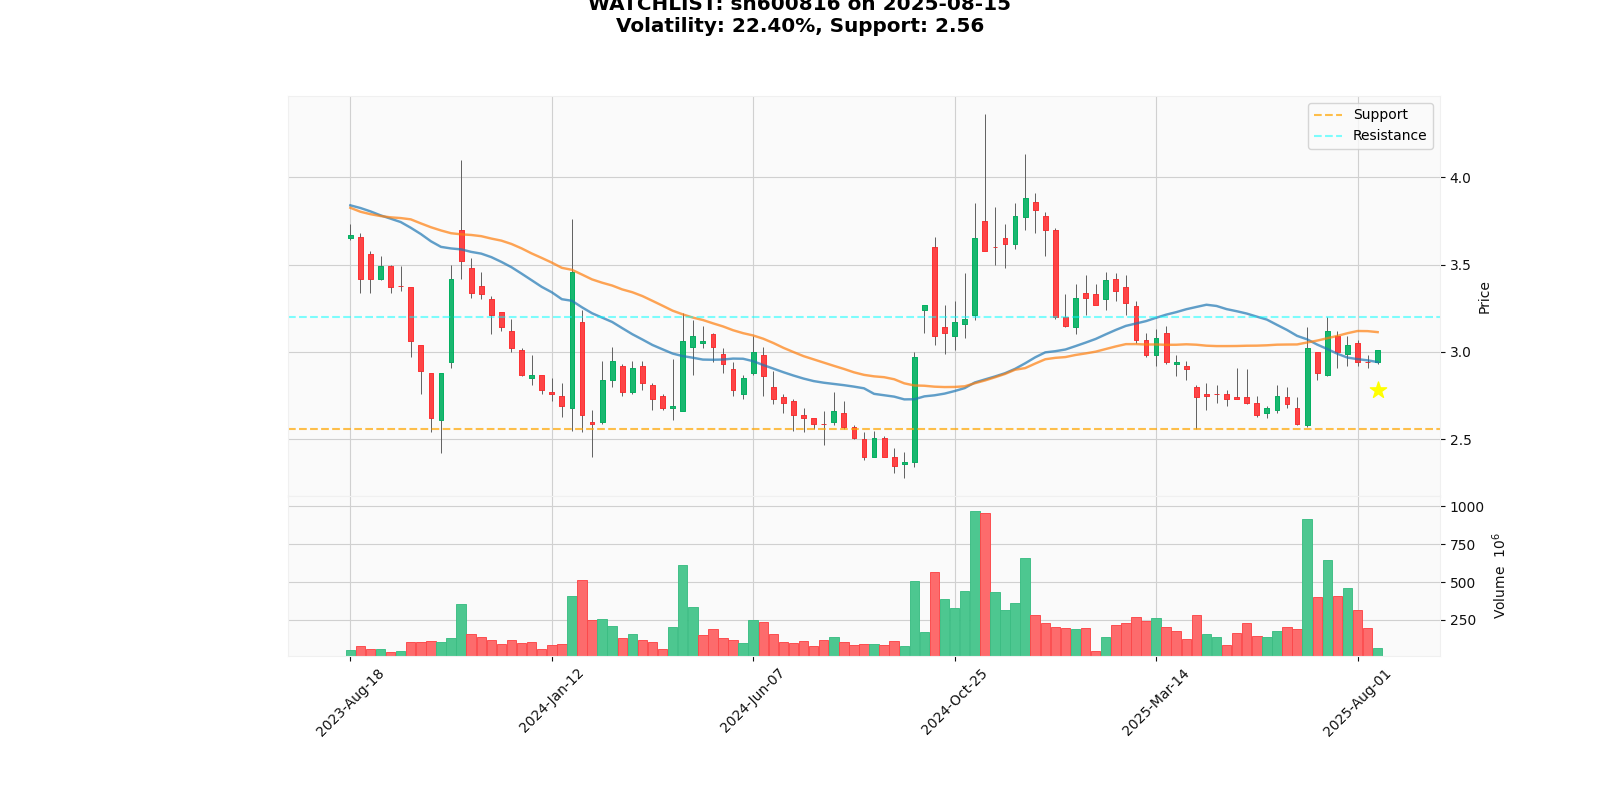 WATCHLIST: sh600816 on 2025-08-15
Volatility: 22.40%, Support: 2.56
Support
Resistance
4.0
3.5
3.0
2.5
Price
1000
750
500
250
Volume 10⁶
2023-Aug-18
2024-Jan-12
2024-Jun-07
2024-Oct-25
2025-Mar-14
2025-Aug-01